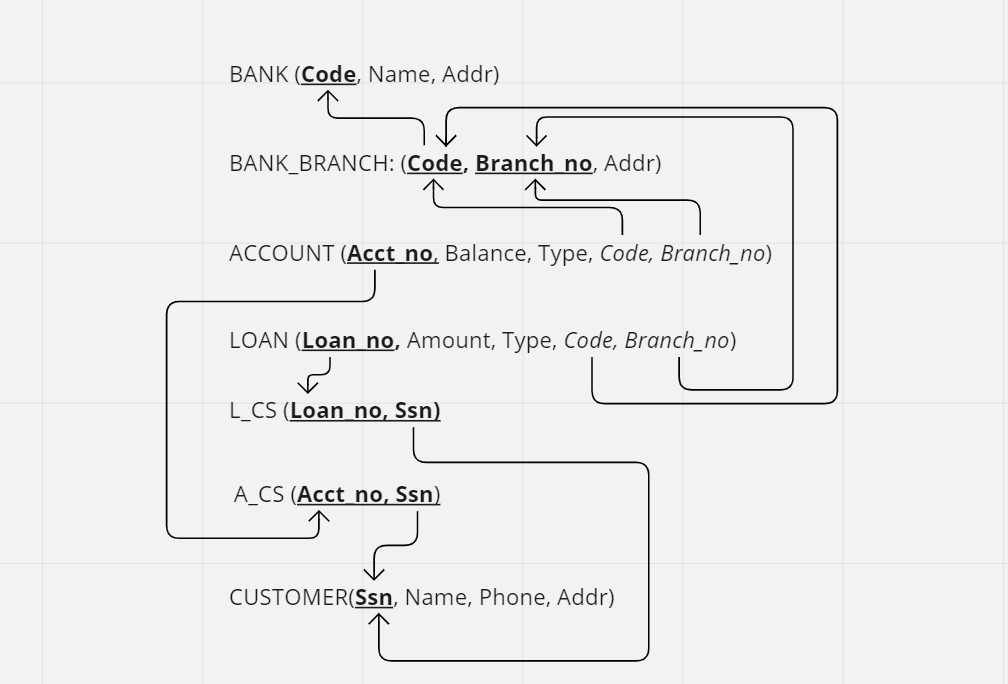 BANK (Code, Name, Addr)
BANK_BRANCH: (Code, Branch_no, Addr)
ACCOUNT (Acct_no, Balance, Type, Code, Branch_no)
LOAN (Loan_no, Amount, Type, Code, Branch_no)
L_CS (Loan_no, Ssn)
A_CS (Acct_no, Ssn)
CUSTOMER(Ssn, Name, Phone, Addr)